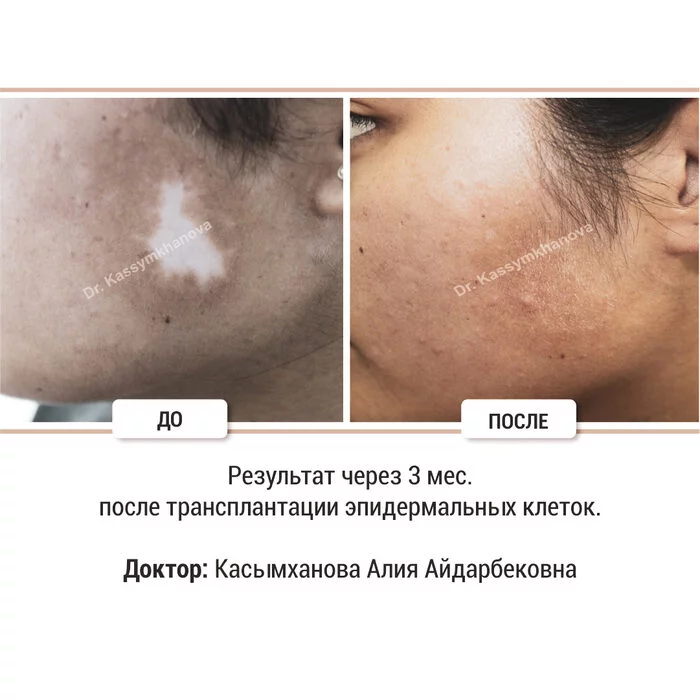 Dr. Kassymkhanova
Dr. Kassymkhanova
ДО
ПОСЛЕ
Результат через 3 мес.
после трансплантации эпидермальных клеток.
Доктор: Касымханова Алия Айдарбековна